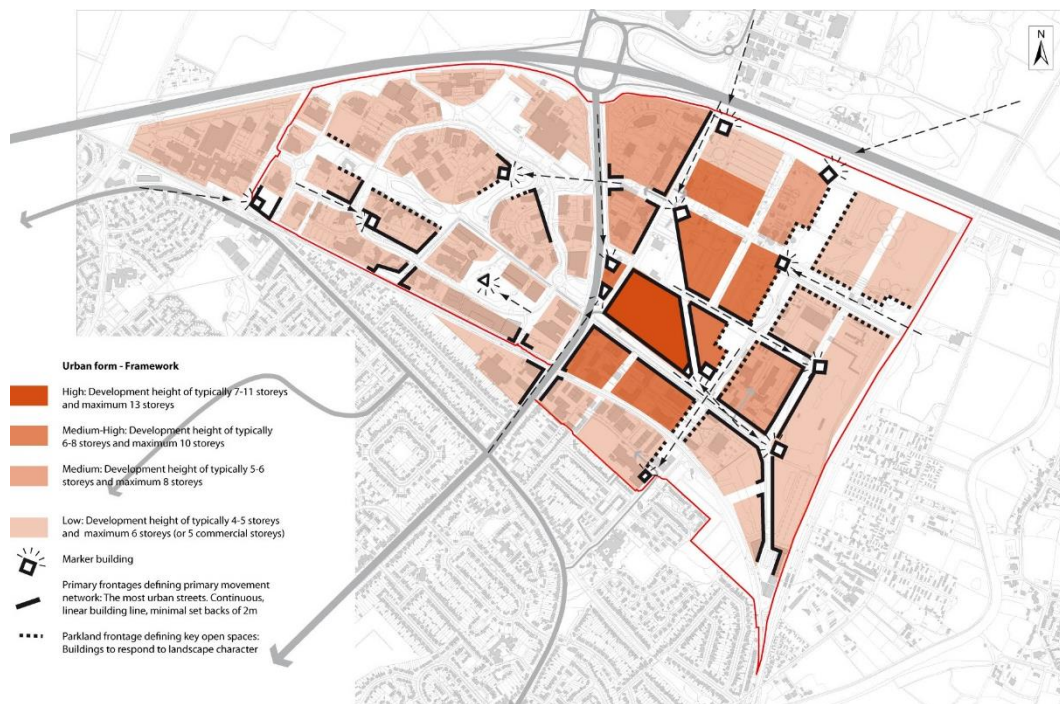 N
Urban form - Framework
High: Development height of typically 7-11 storeys
and maximum 13 storeys
Medium-High: Development height of typically
6-8 storeys and maximum 10 storeys
Medium: Development height of typically 5-6
storeys and maximum 8 storeys
Low: Development height of typically 4-5 storeys
and maximum 6 storeys (or 5 commercial storeys)
Marker building
Primary frontages defining primary movement
network: The most urban streets. Continuous,
linear building line, minimal set backs of 2m
Parkland frontage defining key open spaces:
Buildings to respond to landscape character